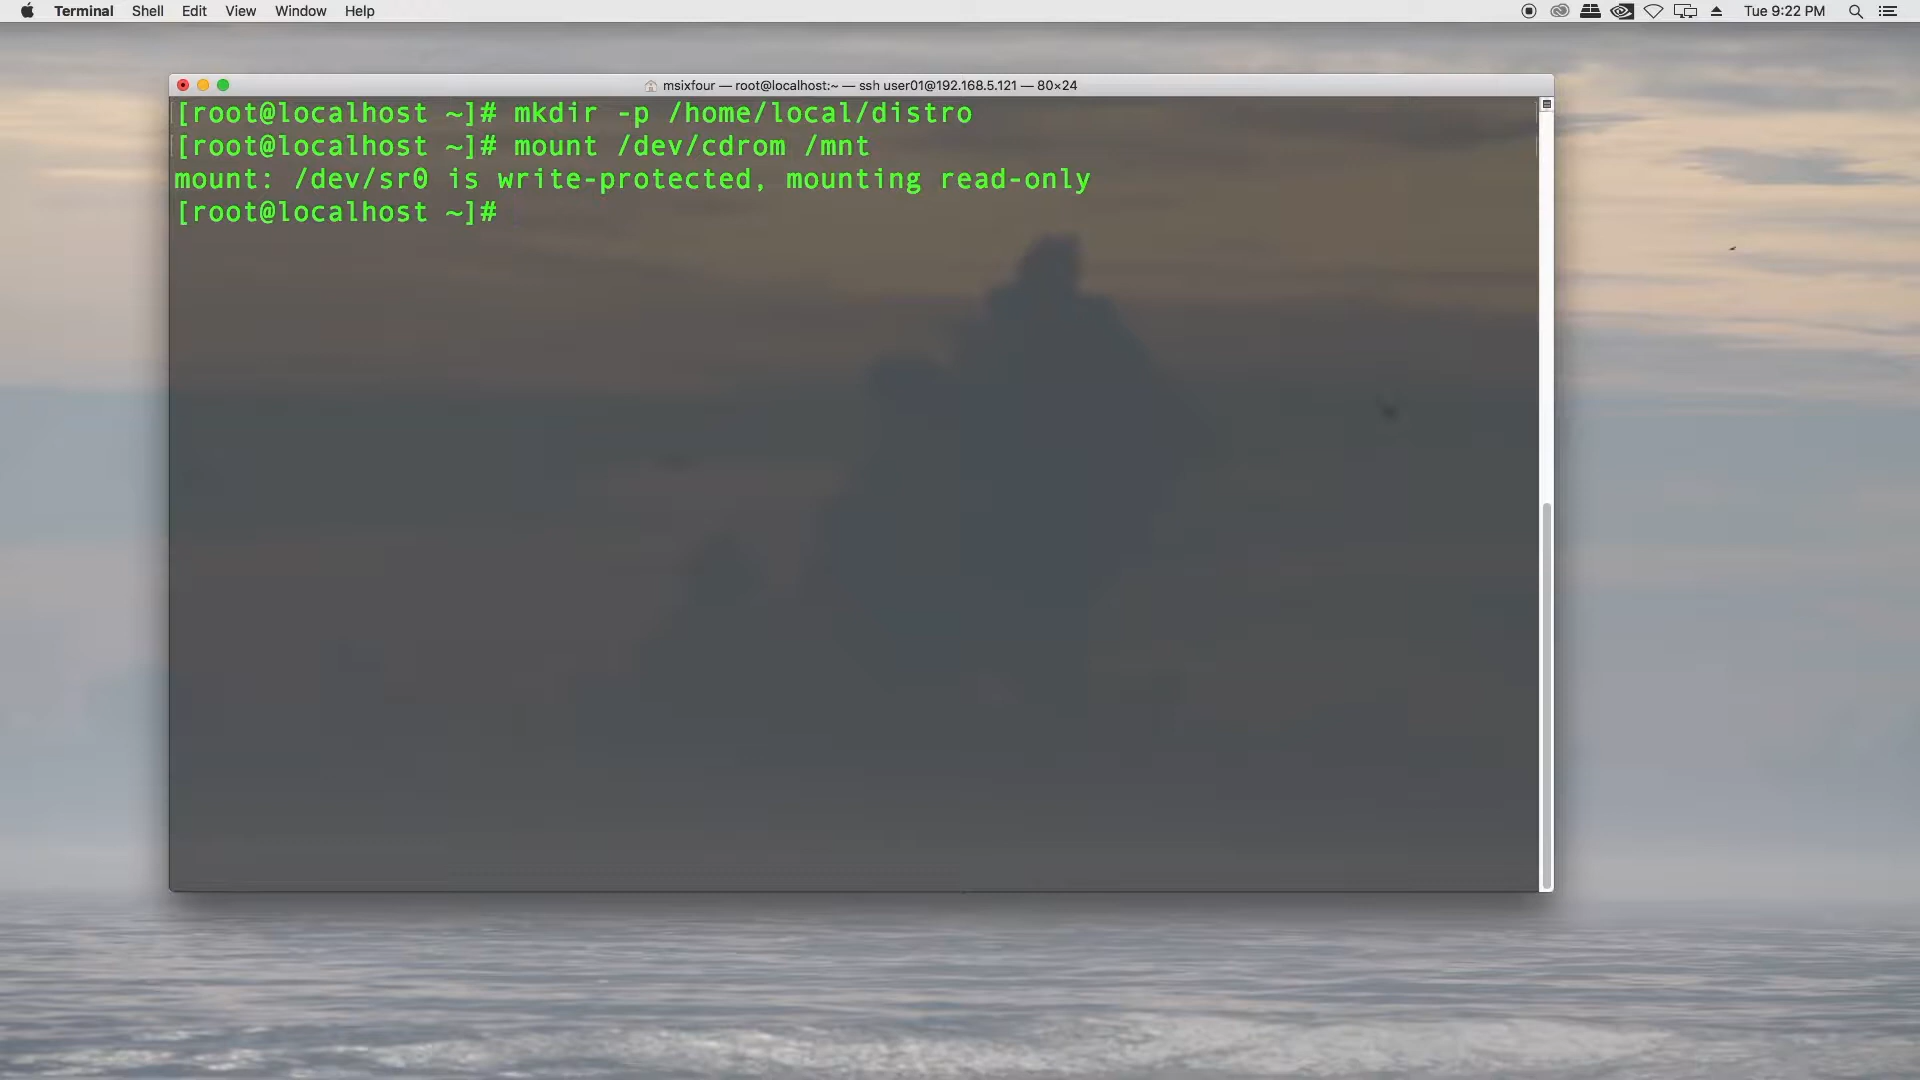 Terminal Shell Edit View Window Help Tue 9:22 PM
msixfour — root@localhost:~ — ssh user01@192.168.5.121 — 80×24
[root@localhost ~]# mkdir -p /home/local/distro
[root@localhost ~]# mount /dev/cdrom /mnt
mount: /dev/sr0 is write-protected, mounting read-only
[root@localhost ~]#